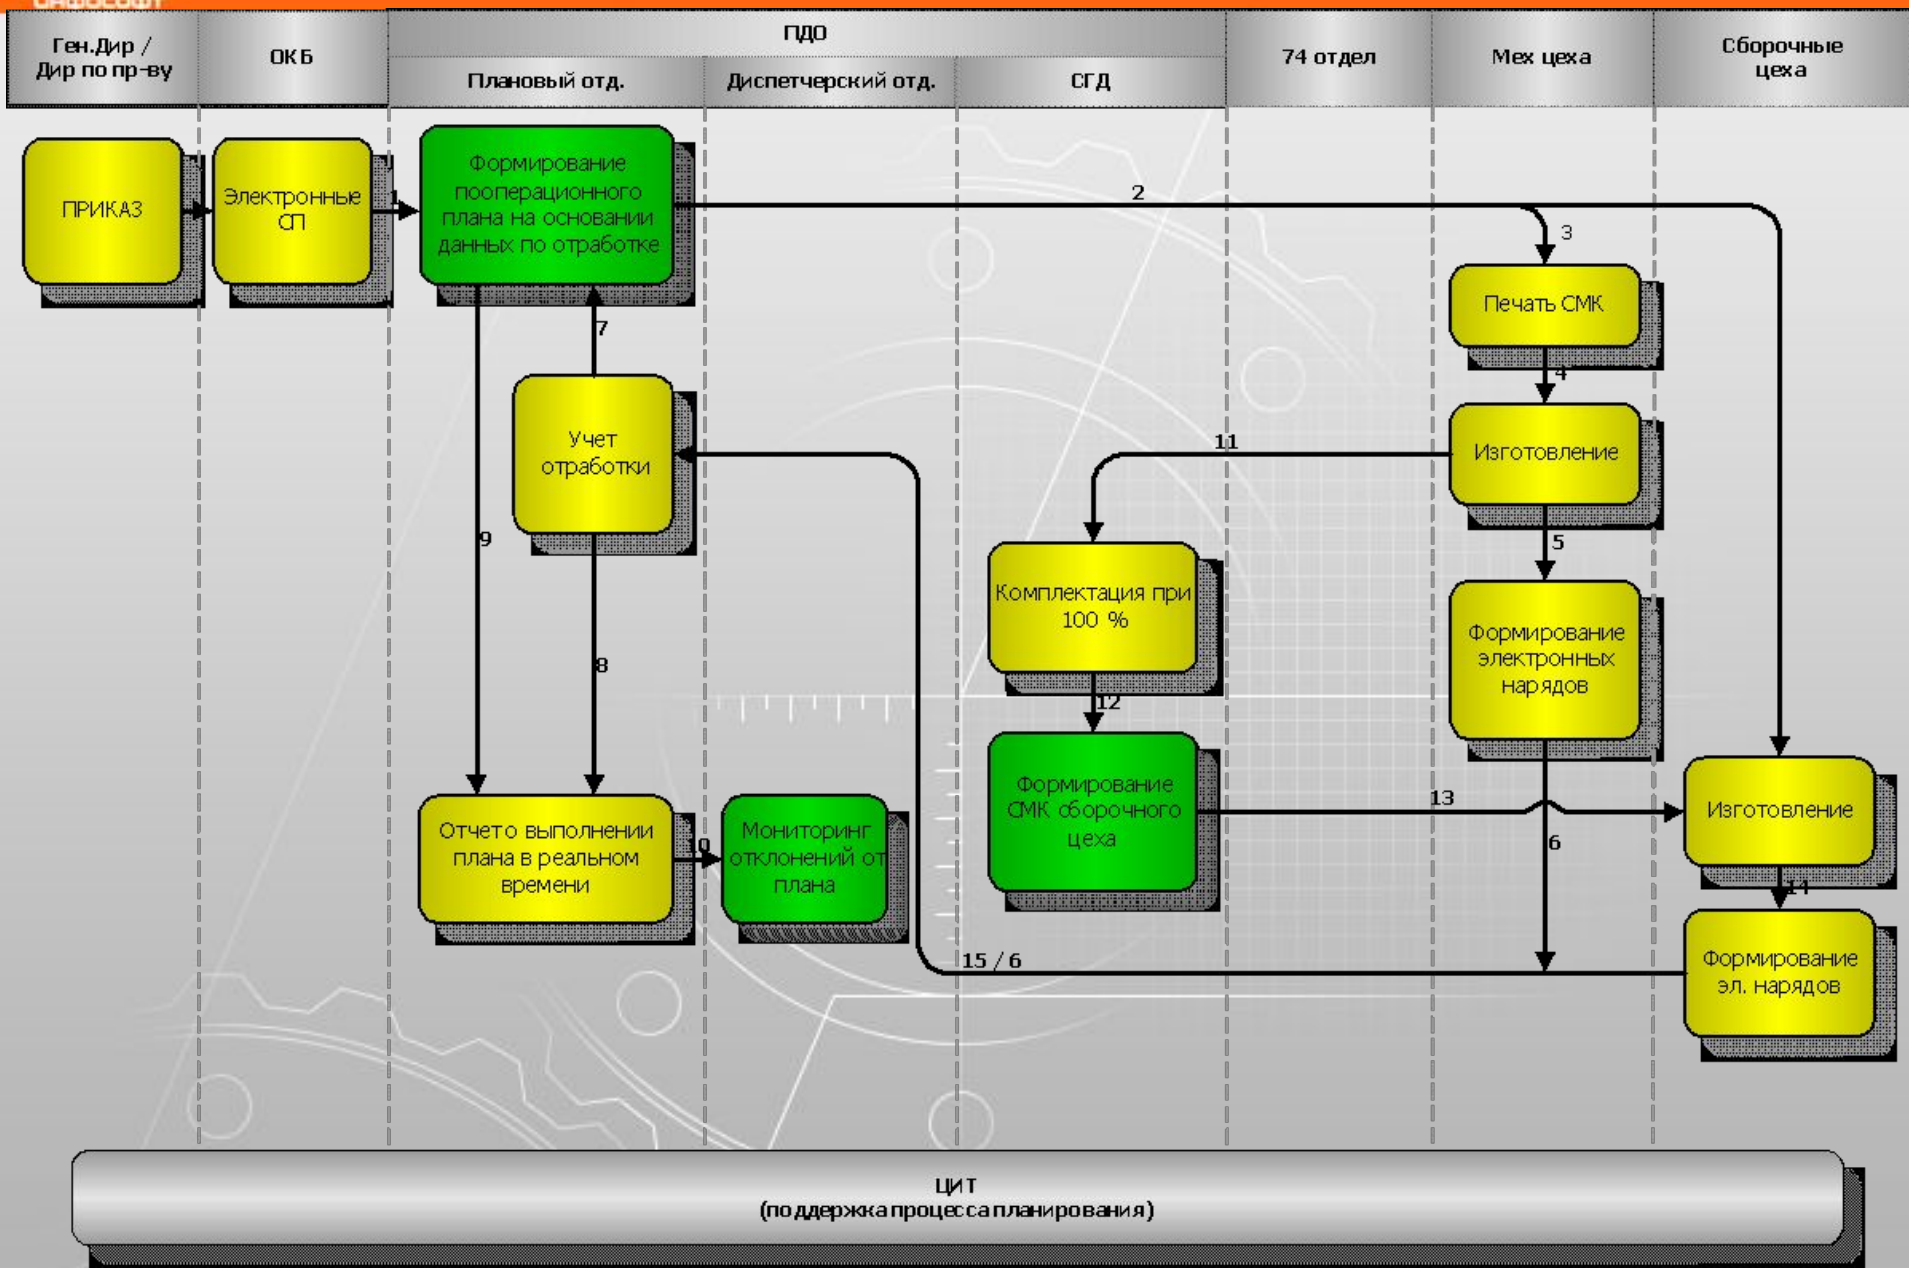 Ген.Дир /
Дир по пр-ву
ОКБ
ПДО
Плановый отд.
Диспетчерский отд.
СГД
74 отдел
Мех цеха
Сборочные
цеха
ПРИКАЗ
Электронные
СП
1
Формирование
пооперационного
плана на основании
данных по отработке
2
3
Печать СМК
4
7
Учет
отработки
11
Изготовление
5
9
Комплектация при
100 %
Формирование
электронных
нарядов
8
12
Формирование
СМК сборочного
цеха
13
6
Изготовление
Отчет о выполнении
плана в реальном
времени
10
Мониторинг
отклонений от
плана
14
15 / 6
Формирование
эл. нарядов
ЦИТ
(поддержка процесса планирования)